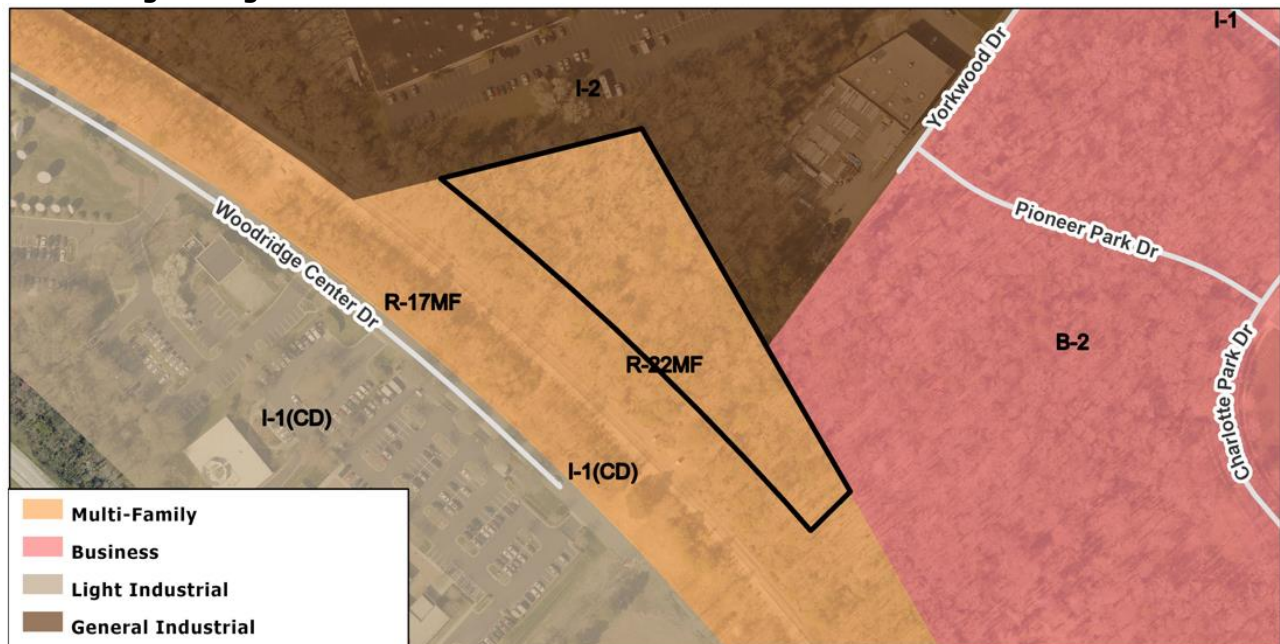 I-1
I-2
Yorkwood Dr
Pioneer Park Dr
Woodridge Center Dr
R-17MF
B-2
R-22MF
Charlotte Park Dr
I-1(CD)
I-1(CD)
Multi-Family
Business
Light Industrial
General Industrial